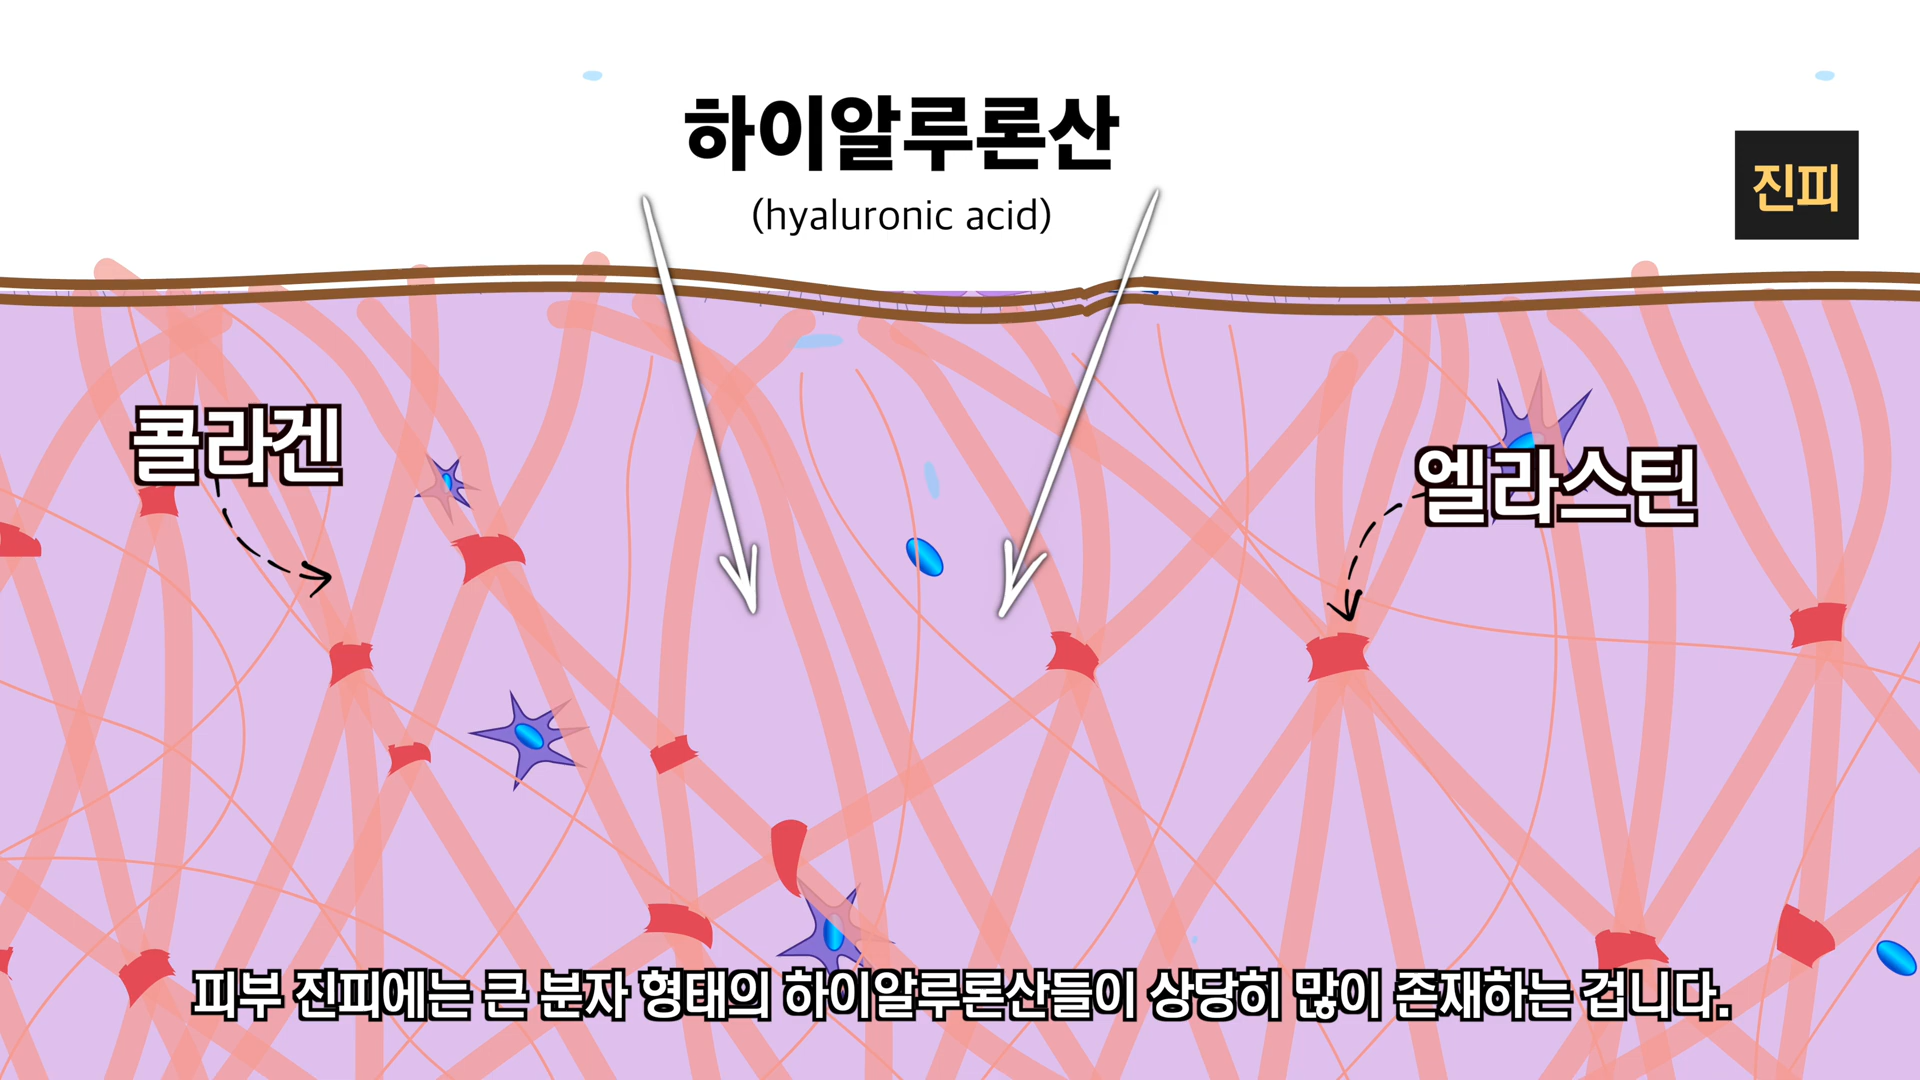 하이알루론산
(hyaluronic acid)
진피
콜라겐
엘라스틴
피부 진피에는 큰 분자 형태의 하이알루론산들이 상당히 많이 존재하는 겁니다.